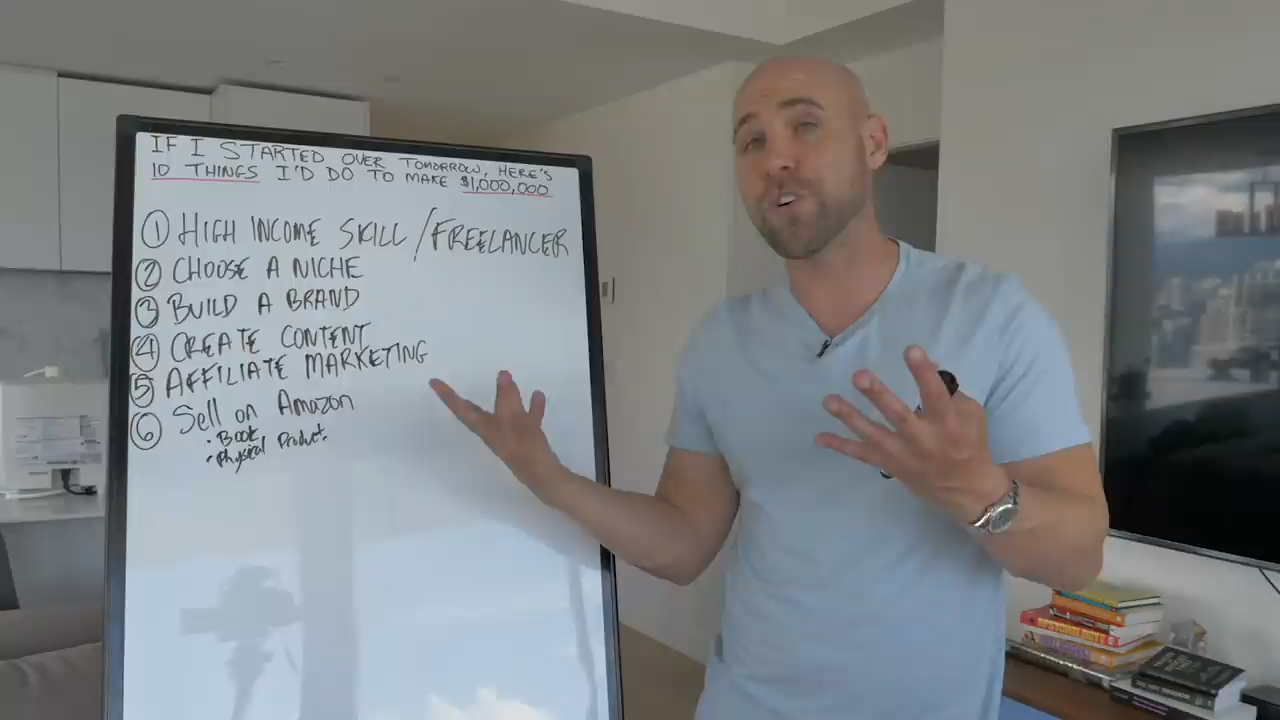 IF I STARTED OVER TOMORROW, HERE'S
10 THINGS I'D DO TO MAKE $1,000,000
① HIGH INCOME SKILL/FREELANCER
② CHOOSE A NICHE
③ BUILD A BRAND
④ CREATE CONTENT
⑤ AFFILIATE MARKETING
⑥ Sell on Amazon
• Book
• Physical Product